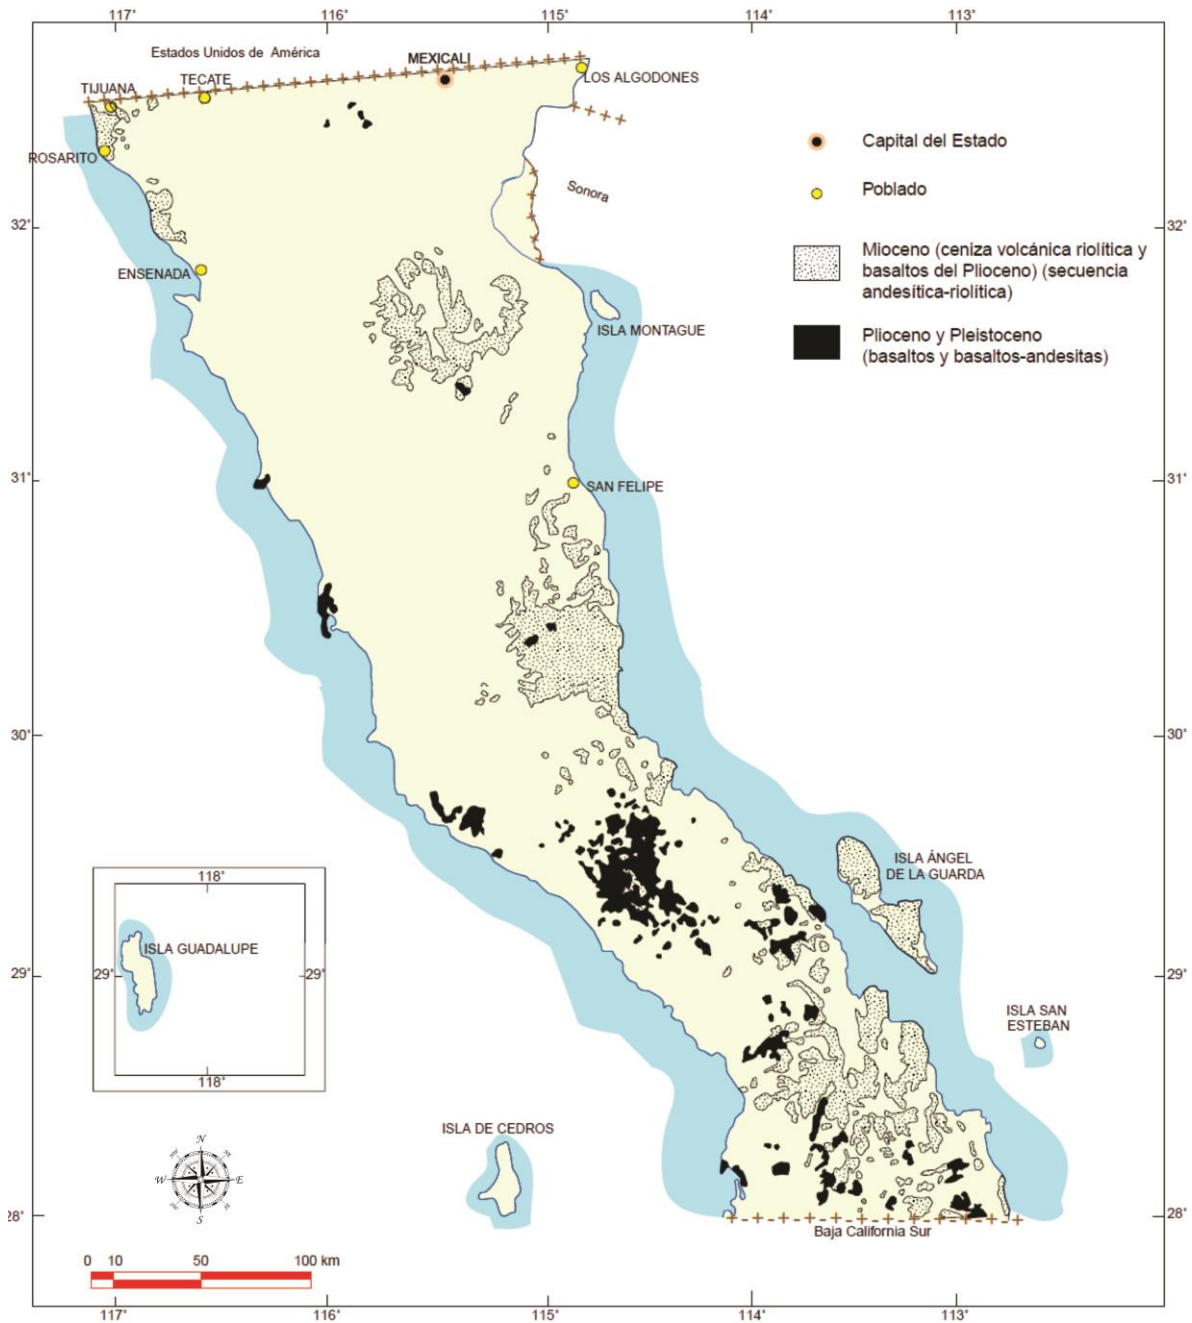 117˚ 116˚ 115˚ 114˚ 113˚
Estados Unidos de América
MEXICALI
TIJUANA
TECATE
LOS ALGODONES
ROSARITO
Capital del Estado
Poblado
Sonora
32˚
32˚
Mioceno (ceniza volcánica riolítica y
basaltos del Plioceno) (secuencia
andesítica-riolítica)
ENSENADA
ISLA MONTAGUE
Plioceno y Pleistoceno
(basaltos y basaltos-andesitas)
31˚
31˚
SAN FELIPE
30˚
30˚
ISLA ÁNGEL
DE LA GUARDA
118˚
ISLA GUADALUPE
29˚
29˚
29˚
29˚
118˚
ISLA SAN
ESTEBAN
ISLA DE CEDROS
N
W
E
S
28˚
28˚
Baja California Sur
0 10 50 100 km
117˚ 116˚ 115˚ 114˚ 113˚